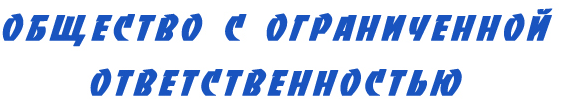 ОБЩЕСТВО С ОГРАНИЧЕННОЙ
ОТВЕТСТВЕННОСТЬЮ